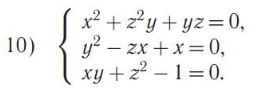 x² + z²y + yz = 0,
10) y² − zx + x = 0,
xy + z² − 1 = 0.